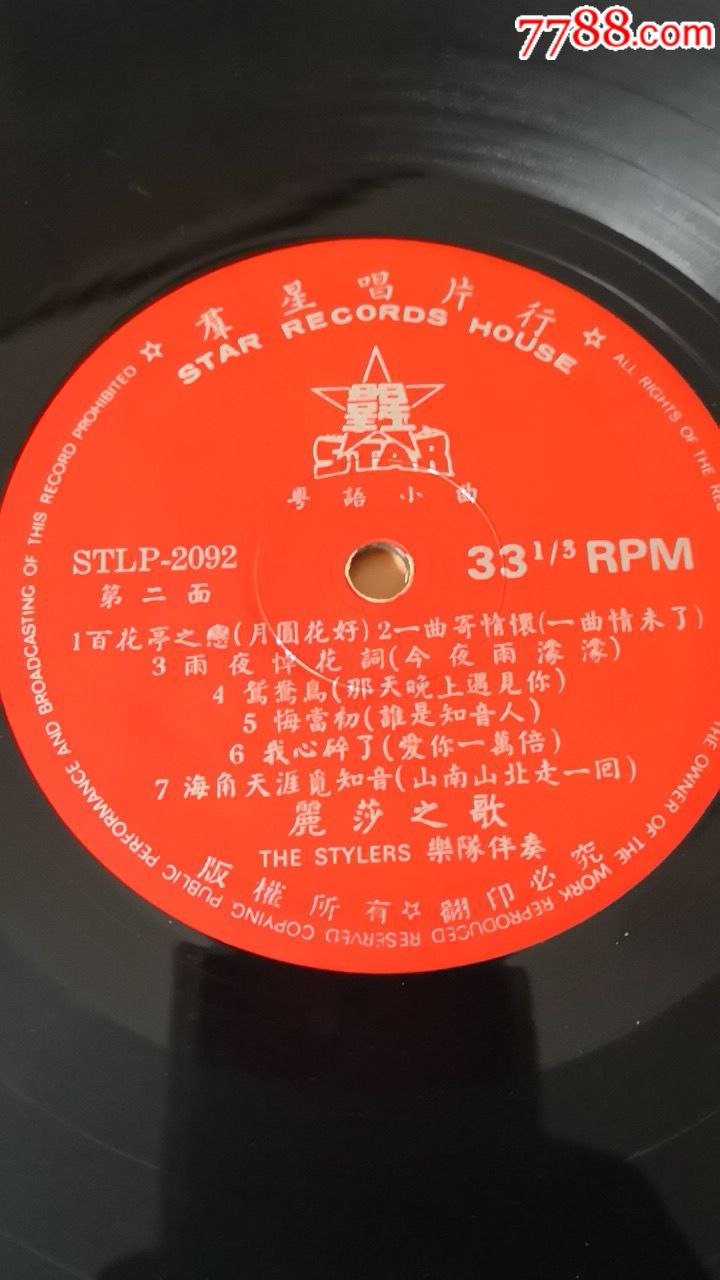 7788.com
羣星唱片行
STAR RECORDS HOUSE
羣星
STAR
粤語小曲
STLP-2092
33 1/3 RPM
第二面
1百花亭之戀(月圓花好)2一曲寄情懷(一曲情未了)
3 雨夜悼花詞(今夜雨濛濛)
4 鴛鴦鳥(那天晚上遇見你)
5 悔當初(誰是知音人)
6 我心碎了(愛你一萬倍)
7 海角天涯覓知音(山南山北走一回)
麗莎之歌
THE STYLERS 樂隊伴奏
版權所有☆翻印必究
☆ ALL RIGHTS OF THE
THE OWNER OF THE WORK REPRODUCED RESERVED COPYING PUBLIC PERFORMANCE AND BROADCASTING OF THIS RECORD PROHIBITED ☆